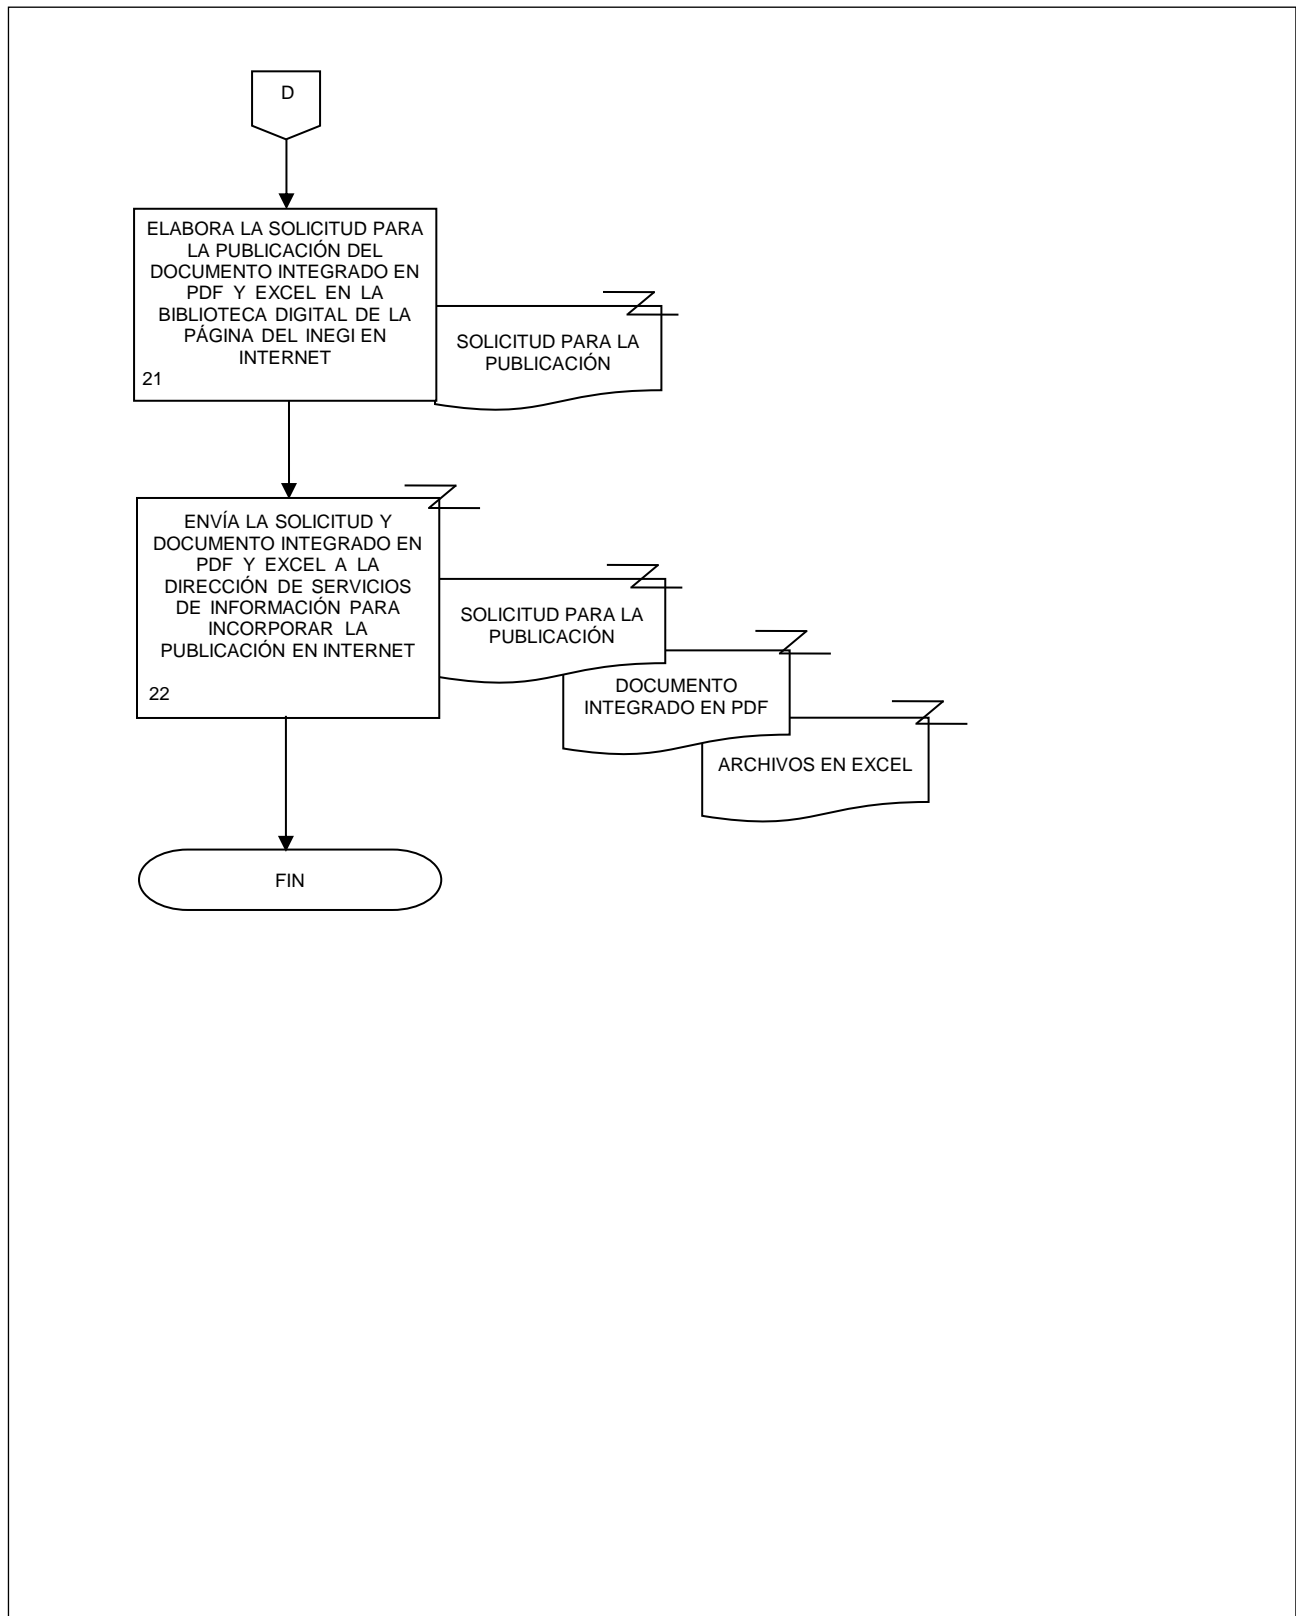 D
ELABORA LA SOLICITUD PARA
LA PUBLICACIÓN DEL
DOCUMENTO INTEGRADO EN
PDF Y EXCEL EN LA
BIBLIOTECA DIGITAL DE LA
PÁGINA DEL INEGI EN
INTERNET
21
SOLICITUD PARA LA
PUBLICACIÓN
ENVÍA LA SOLICITUD Y
DOCUMENTO INTEGRADO EN
PDF Y EXCEL A LA
DIRECCIÓN DE SERVICIOS
DE INFORMACIÓN PARA
INCORPORAR LA
PUBLICACIÓN EN INTERNET
22
SOLICITUD PARA LA
PUBLICACIÓN
DOCUMENTO
INTEGRADO EN PDF
ARCHIVOS EN EXCEL
FIN